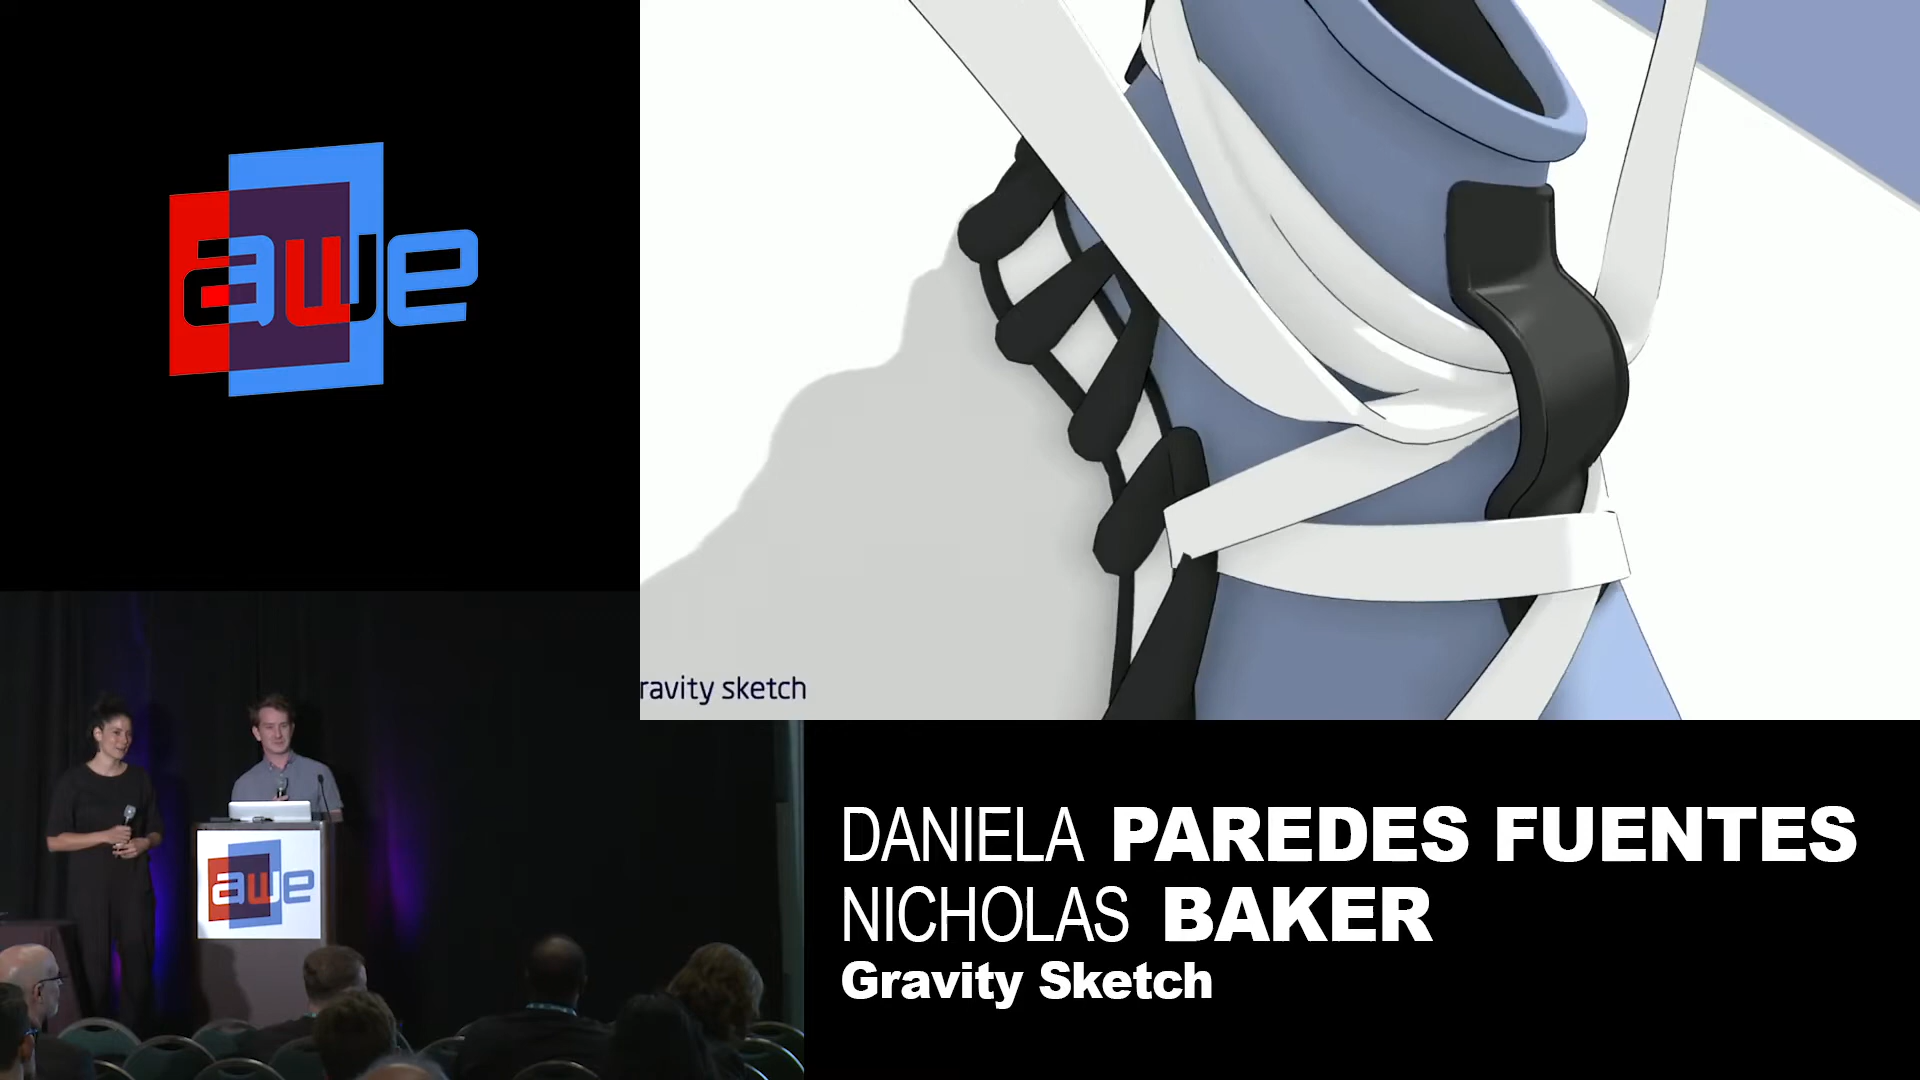 awe
ravity sketch
awe
DANIELA PAREDES FUENTES
NICHOLAS BAKER
Gravity Sketch